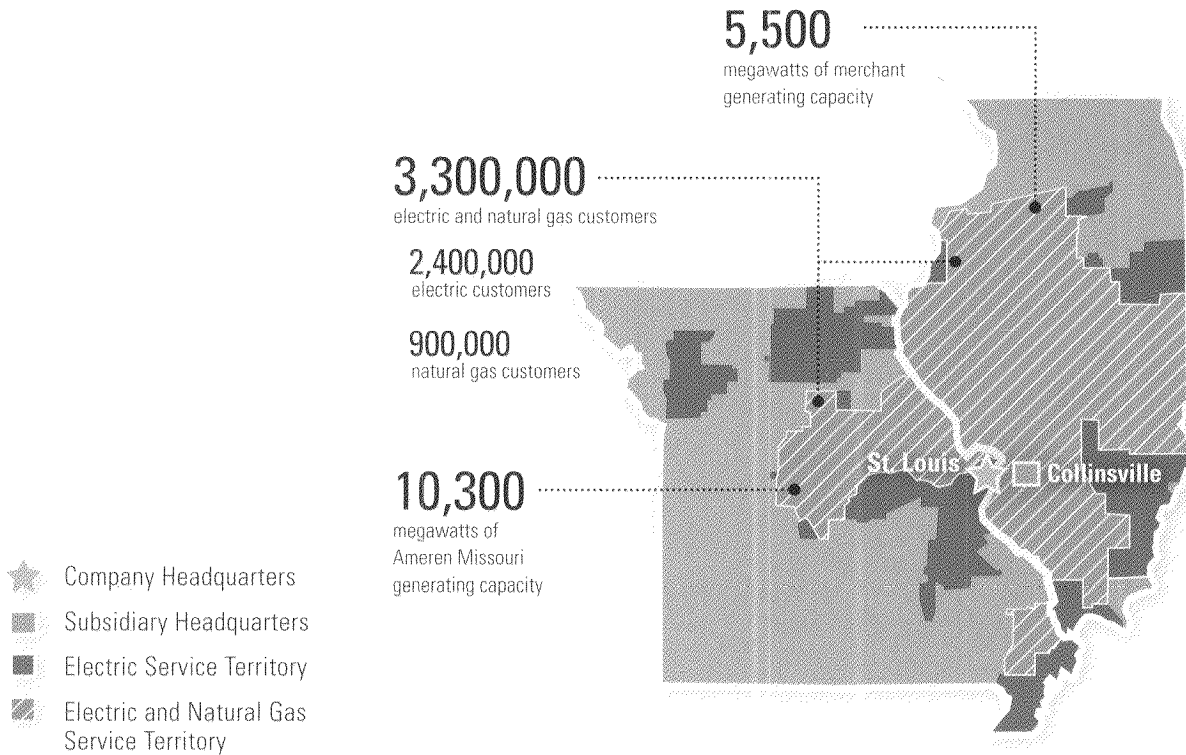 5,500
megawatts of merchant
generating capacity
3,300,000
electric and natural gas customers
2,400,000
electric customers
900,000
natural gas customers
St. Louis
Collinsville
10,300
megawatts of
Ameren Missouri
generating capacity
Company Headquarters
Subsidiary Headquarters
Electric Service Territory
Electric and Natural Gas
Service Territory